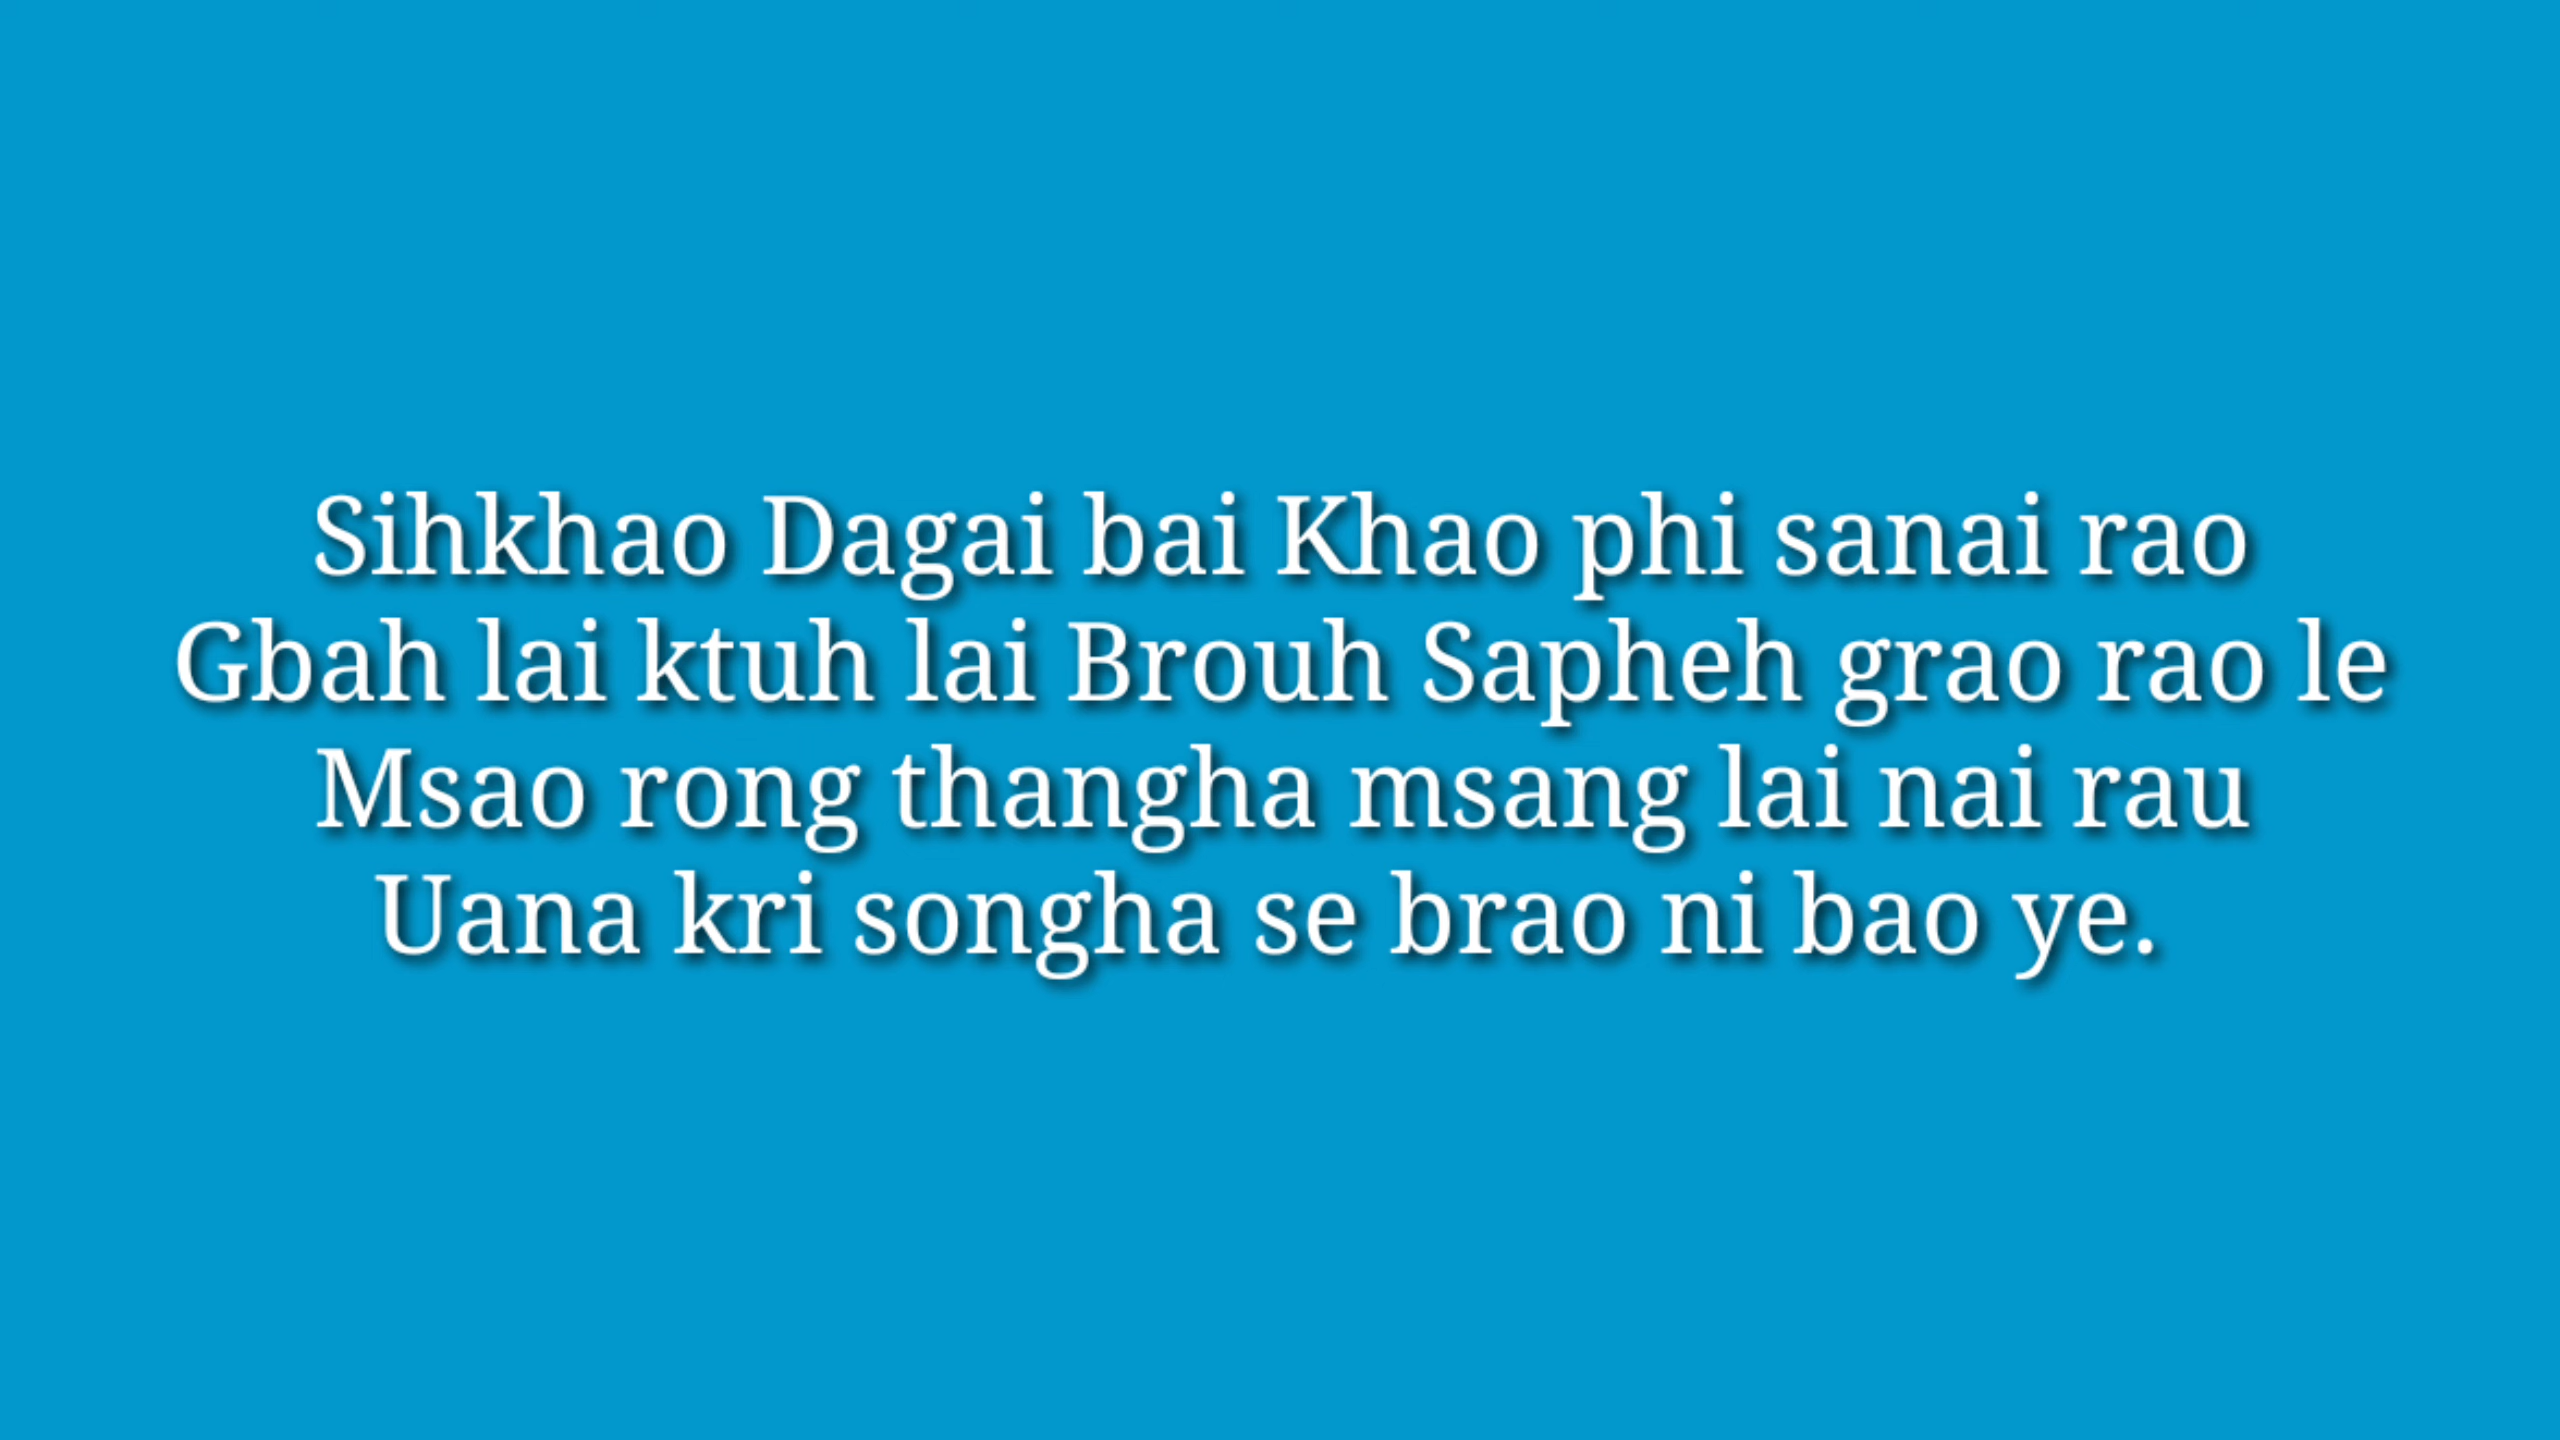 Sihkhao Dagai bai Khao phi sanai rao
Gbah lai ktuh lai Brouh Sapheh grao rao le
Msao rong thangha msang lai nai rau
Uana kri songha se brao ni bao ye.